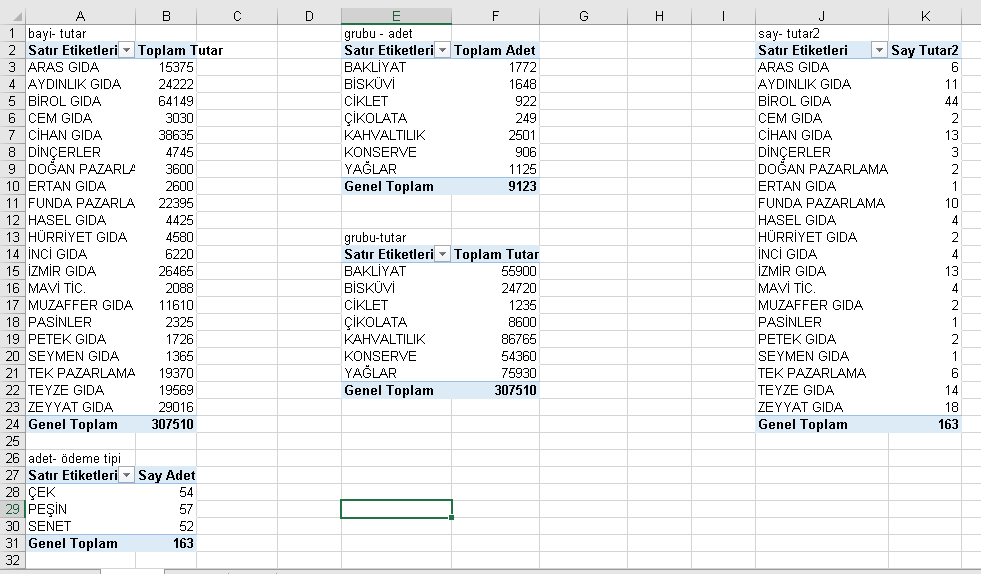 A B C D E F G H I J K
1 bayi- tutar grubu - adet say- tutar2
2 Satır Etiketleri Toplam Tutar Satır Etiketleri Toplam Adet Satır Etiketleri Say Tutar2
3 ARAS GIDA 15375 BAKLİYAT 1772 ARAS GIDA 6
4 AYDINLIK GIDA 24222 BİSKÜVİ 1648 AYDINLIK GIDA 11
5 BİROL GIDA 64149 CİKLET 922 BİROL GIDA 44
6 CEM GIDA 3030 ÇİKOLATA 249 CEM GIDA 2
7 CİHAN GIDA 38635 KAHVALTILIK 2501 CİHAN GIDA 13
8 DİNÇERLER 4745 KONSERVE 906 DİNÇERLER 3
9 DOĞAN PAZARLA 3600 YAĞLAR 1125 DOĞAN PAZARLAMA 2
10 ERTAN GIDA 2600 Genel Toplam 9123 ERTAN GIDA 1
11 FUNDA PAZARLA 22395 FUNDA PAZARLAMA 10
12 HASEL GIDA 4425 HASEL GIDA 4
13 HÜRRİYET GIDA 4580 grubu-tutar HÜRRİYET GIDA 2
14 İNCİ GIDA 6220 Satır Etiketleri Toplam Tutar İNCİ GIDA 4
15 İZMİR GIDA 26465 BAKLİYAT 55900 İZMİR GIDA 13
16 MAVİ TİC. 2088 BİSKÜVİ 24720 MAVİ TİC. 4
17 MUZAFFER GIDA 11610 CİKLET 1235 MUZAFFER GIDA 2
18 PASİNLER 2325 ÇİKOLATA 8600 PASİNLER 1
19 PETEK GIDA 1726 KAHVALTILIK 86765 PETEK GIDA 2
20 SEYMEN GIDA 1365 KONSERVE 54360 SEYMEN GIDA 1
21 TEK PAZARLAMA 19370 YAĞLAR 75930 TEK PAZARLAMA 6
22 TEYZE GIDA 19569 Genel Toplam 307510 TEYZE GIDA 14
23 ZEYYAT GIDA 29016 ZEYYAT GIDA 18
24 Genel Toplam 307510 Genel Toplam 163
25
26 adet- ödeme tipi
27 Satır Etiketleri Say Adet
28 ÇEK 54
29 PEŞİN 57
30 SENET 52
31 Genel Toplam 163
32